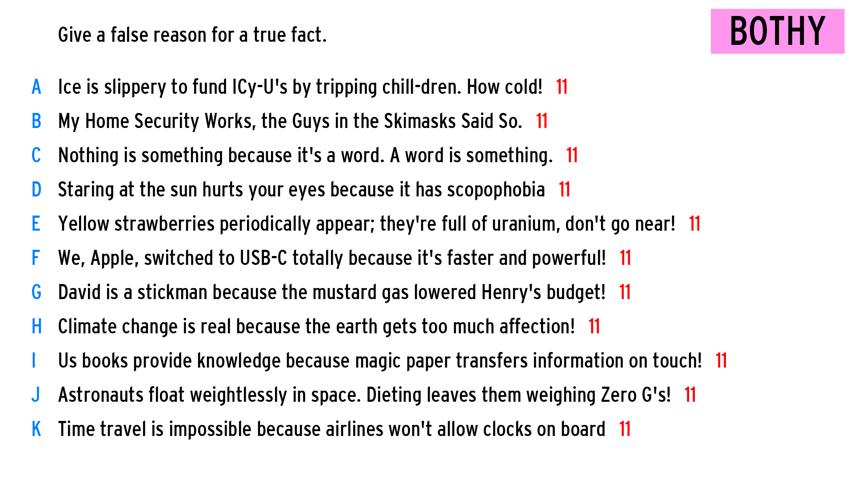 Give a false reason for a true fact.
BOTHY
A Ice is slippery to fund ICy-U's by tripping chill-dren. How cold! 11
B My Home Security Works, the Guys in the Skimasks Said So. 11
C Nothing is something because it's a word. A word is something. 11
D Staring at the sun hurts your eyes because it has scopophobia 11
E Yellow strawberries periodically appear; they're full of uranium, don't go near! 11
F We, Apple, switched to USB-C totally because it's faster and powerful! 11
G David is a stickman because the mustard gas lowered Henry's budget! 11
H Climate change is real because the earth gets too much affection! 11
I Us books provide knowledge because magic paper transfers information on touch! 11
J Astronauts float weightlessly in space. Dieting leaves them weighing Zero G's! 11
K Time travel is impossible because airlines won't allow clocks on board 11